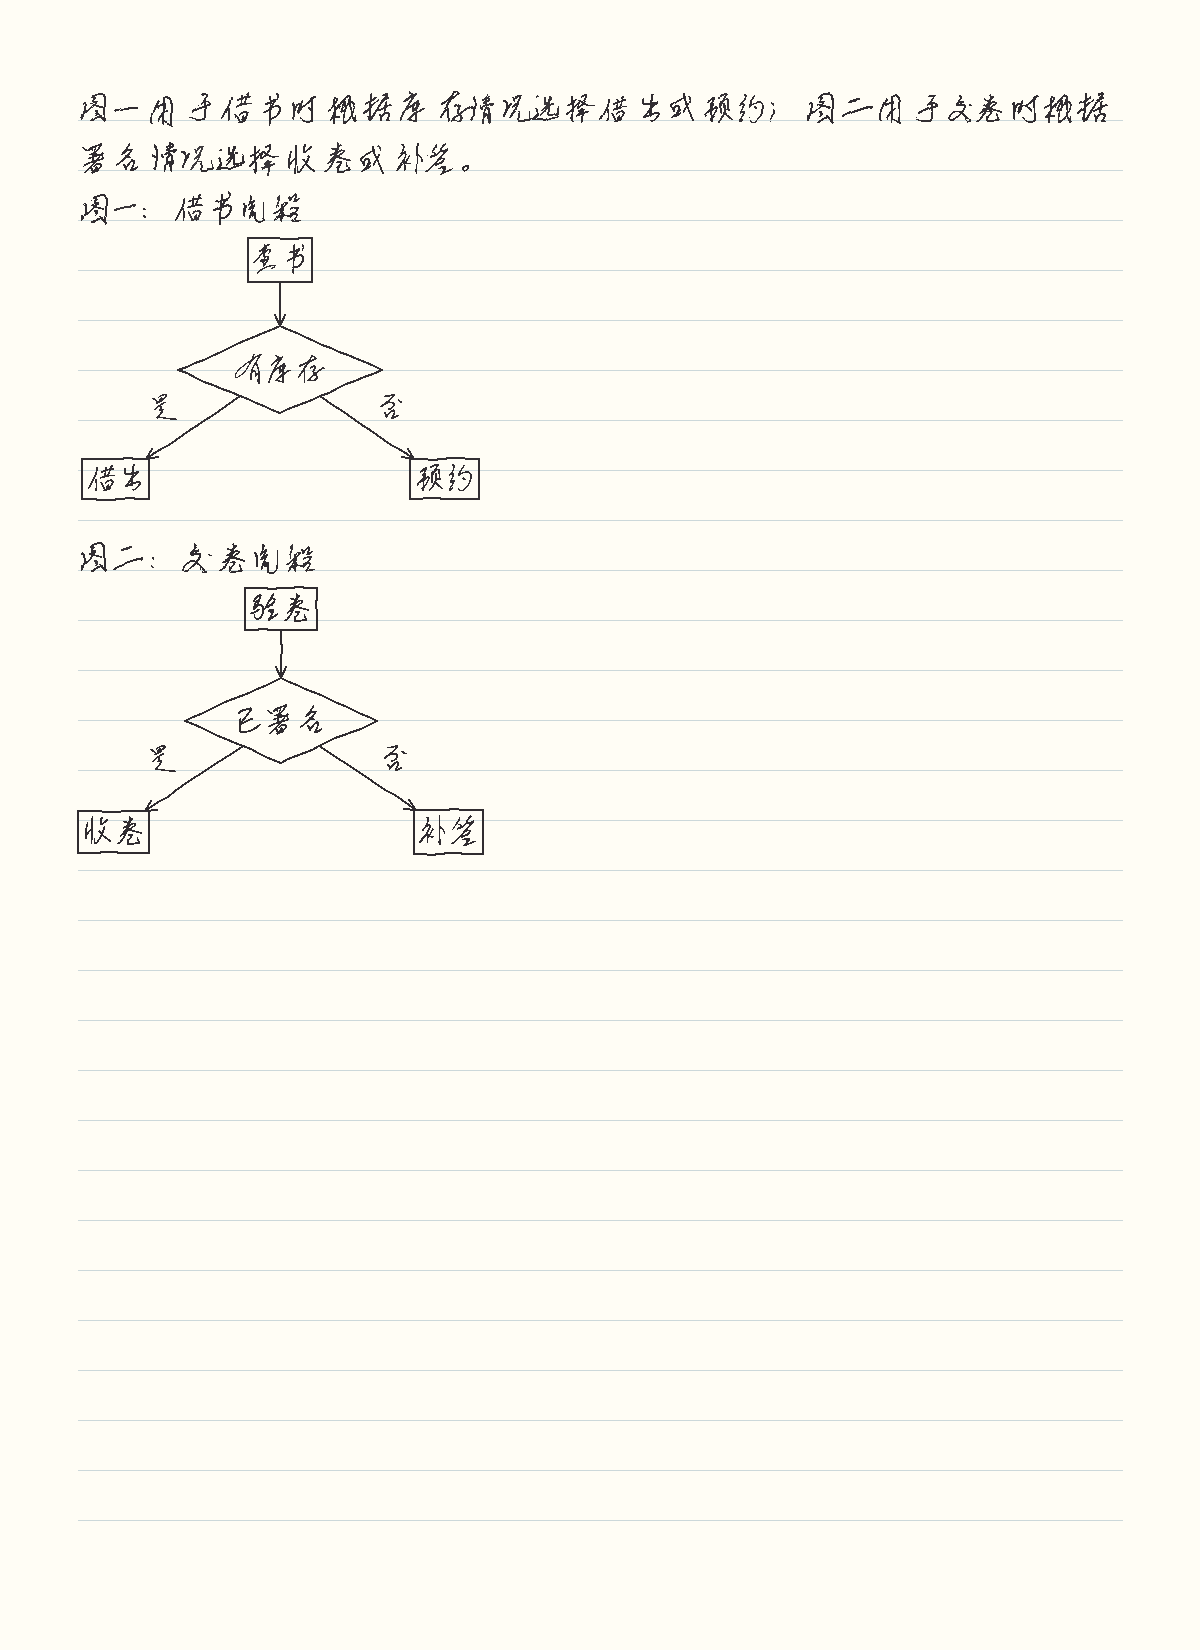 图一用于借书时根据库存情况选择借出或预约；图二用于交卷时根据
署名情况选择收卷或补签。
图一：借书流程
查书
有库存
是 否
借出 预约
图二：交卷流程
验卷
已署名
是 否
收卷 补签